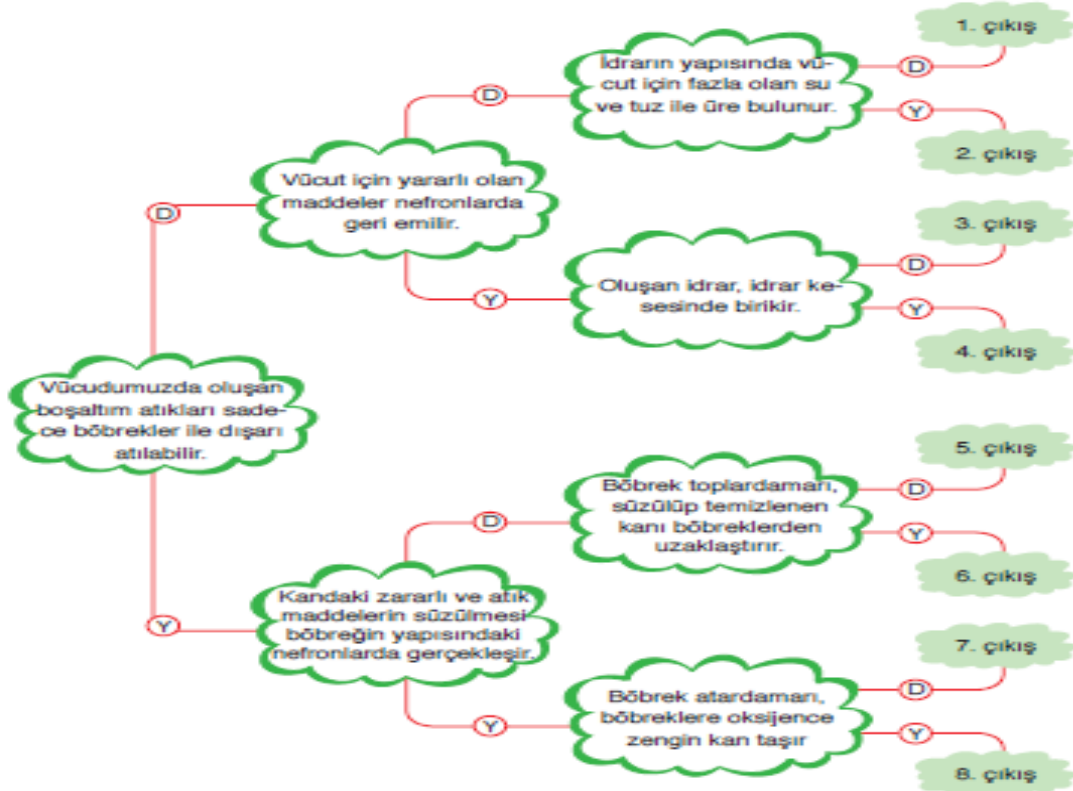 1. çıkış
İdrarın yapısında vü-
cut için fazla olan su
ve tuz ile üre bulunur.
D
D
Y
2. çıkış
Vücut için yararlı olan
maddeler nefronlarda
geri emilir.
D
3. çıkış
D
Oluşan idrar, idrar ke-
sesinde birikir.
Y
Y
4. çıkış
Vücudumuzda oluşan
boşaltım atıkları sade-
ce böbrekler ile dışarı
atılabilir.
5. çıkış
Böbrek toplardamarı,
süzülüp temizlenen
kanı böbreklerden
uzaklaştırır.
D
D
Y
6. çıkış
Kandaki zararlı ve atık
maddelerin süzülmesi
böbreğin yapısındaki
nefronlarda gerçekleşir.
Y
7. çıkış
Böbrek atardamarı,
böbreklere oksijence
zengin kan taşır
D
Y
Y
8. çıkış